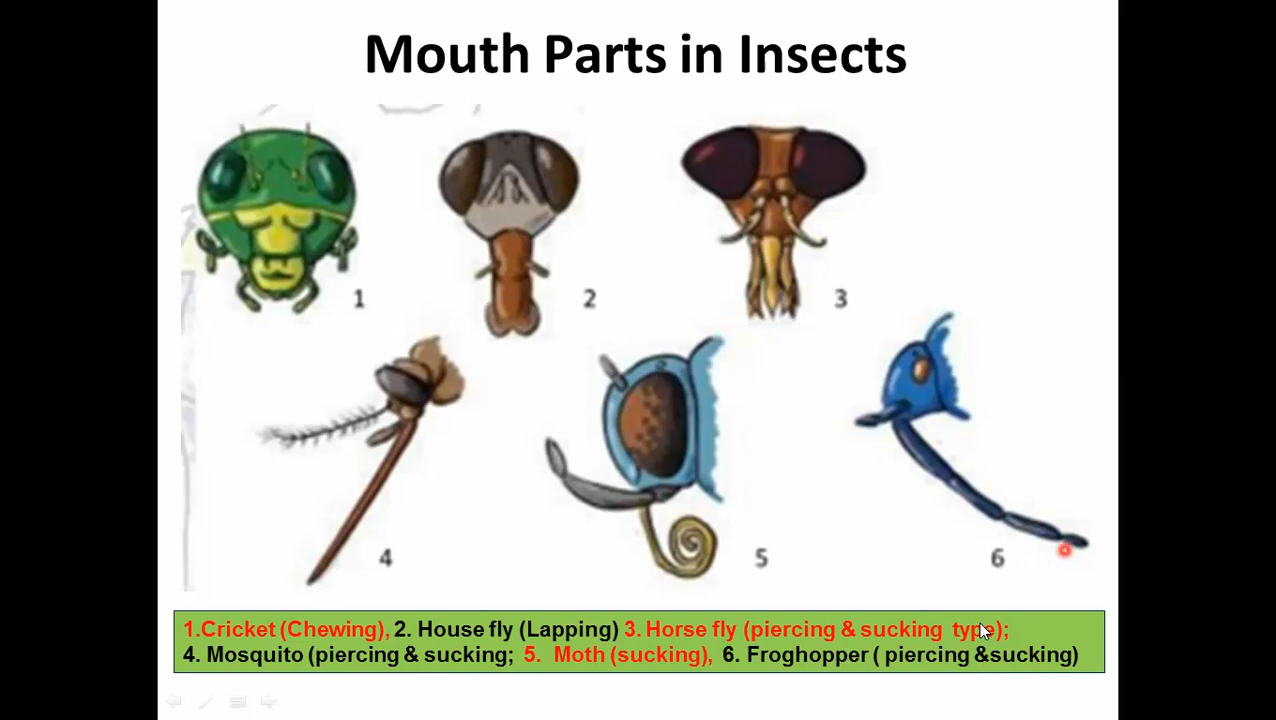 Mouth Parts in Insects
1
2
3
4
5
6
1.Cricket (Chewing), 2. House fly (Lapping) 3. Horse fly (piercing & sucking type);
4. Mosquito (piercing & sucking; 5. Moth (sucking), 6. Froghopper ( piercing &sucking)